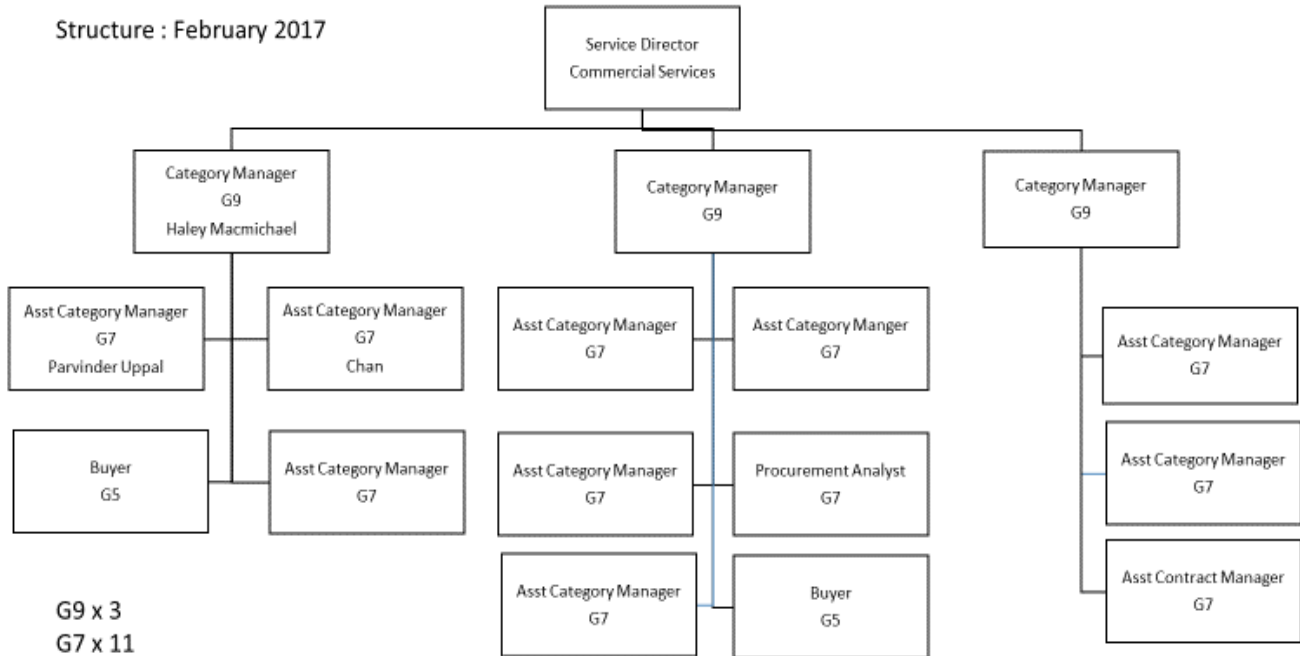 Structure : February 2017
Service Director
Commercial Services
Category Manager
G9
Haley Macmichael
Category Manager
G9
Category Manager
G9
Asst Category Manager
G7
Parvinder Uppal
Asst Category Manager
G7
Chan
Asst Category Manager
G7
Asst Category Manger
G7
Asst Category Manager
G7
Buyer
G5
Asst Category Manager
G7
Asst Category Manager
G7
Procurement Analyst
G7
Asst Category Manager
G7
Asst Category Manager
G7
Buyer
G5
Asst Contract Manager
G7
G9 x 3
G7 x 11